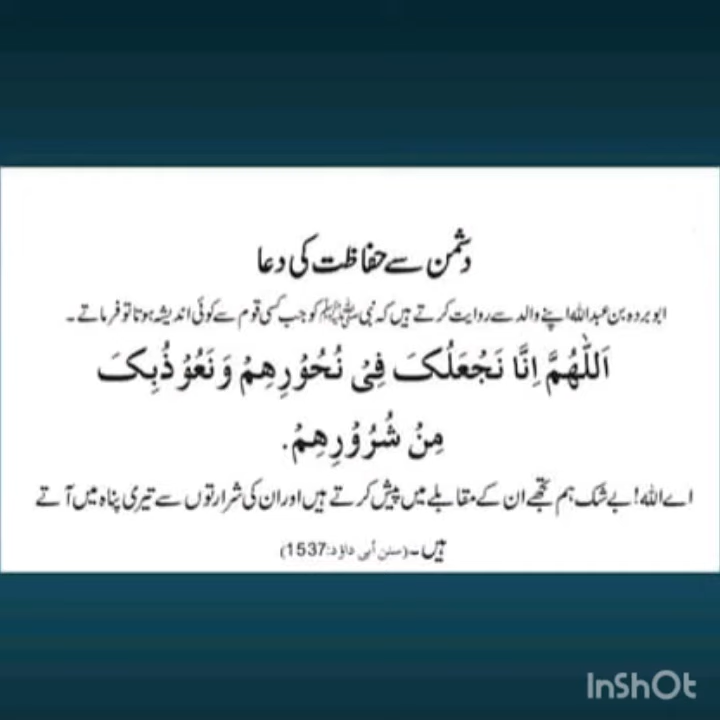 دشمن سے حفاظت کی دعا
ابو بردہ بن عبداللہ اپنے والد سے روایت کرتے ہیں کہ نبی ﷺ کو جب کسی قوم سے کوئی اندیشہ ہوتا تو فرماتے ۔
اَللّٰهُمَّ اِنَّا نَجْعَلُکَ فِیْ نُحُوْرِهِمْ وَنَعُوْذُبِکَ
مِنْ شُرُوْرِهِمْ.
اے اللہ! بے شک ہم تجھے ان کے مقابلے میں پیش کرتے ہیں اور ان کی شرارتوں سے تیری پناہ میں آتے
ہیں۔ (سنن أبی داؤد:1537)
InShOt